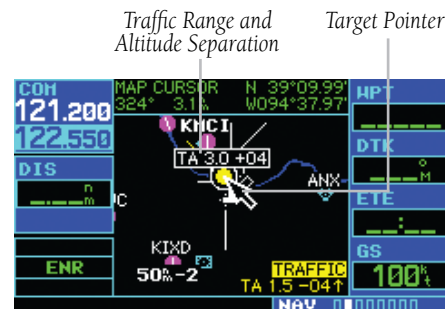 Traffic Range and
Altitude Separation
Target Pointer
COM
121.200
122.550
DIS
n
m
ENR
MAP CURSOR N 39°09.99'
324° 3.1 W094°37.97'
KMCI
TA 3.0 +04
ANX
C
KIXD
50 -2
TRAFFIC
TA 1.5 -04↑
WPT
DTK
° M
ETE
:
GS
100
NAV